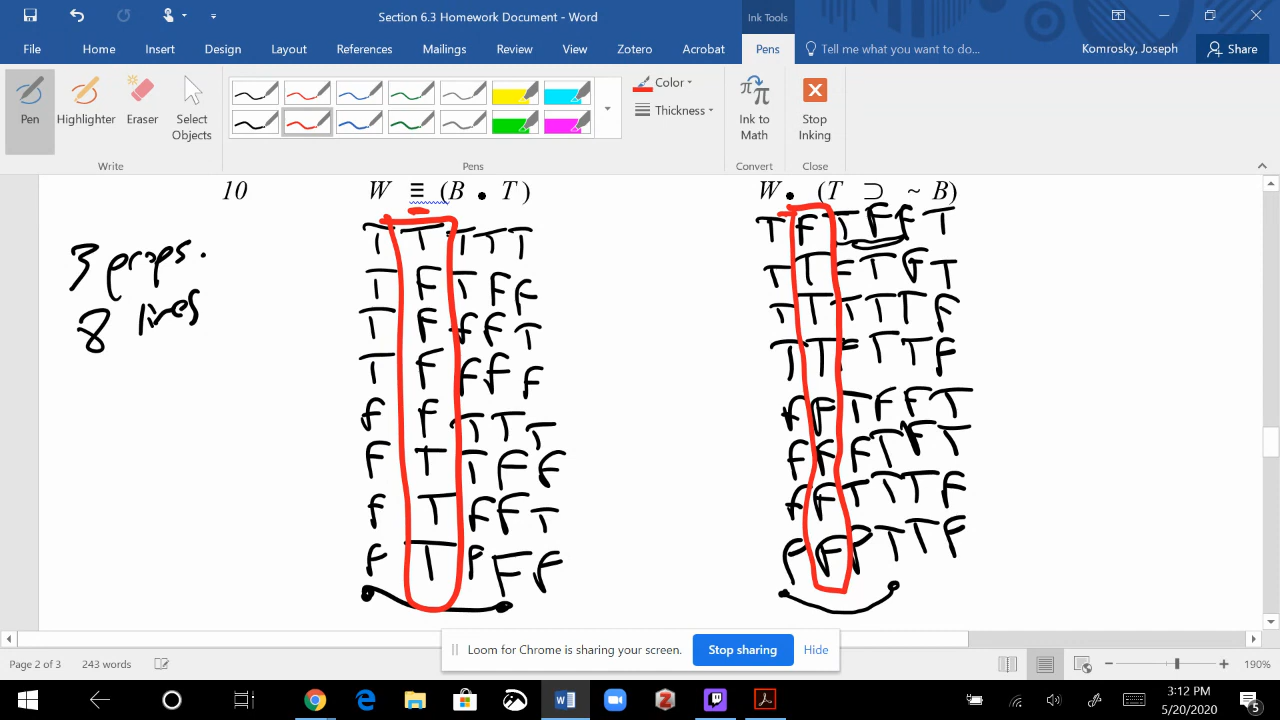 Section 6.3 Homework Document - Word
Ink Tools
File Home Insert Design Layout References Mailings Review View Zotero Acrobat Pens Tell me what you want to do... Komrosky, Joseph Share
Pen Highlighter Eraser Select Objects Color Thickness Ink to Math Stop Inking
Write Pens Convert Close
10 W ≡ (B • T) W • (T ⊃ ~ B)
3 props.
8 lines
T T T T T T F T F F T
T F T F F T T F T F T
T F F F T T T T T T F
T F F F F T T F T T F
F F T T T F F T F F T
F T T F F F F F T F T
F T F F T F F T T T F
F T F F F F F F T T F
Loom for Chrome is sharing your screen. Stop sharing Hide
Page 2 of 3 243 words 190%
3:12 PM
5/20/2020
5